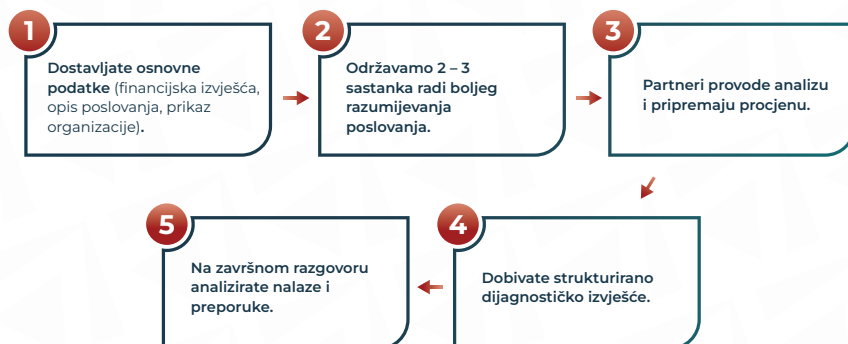 1
Dostavljate osnovne
podatke (financijska izvješća,
opis poslovanja, prikaz
organizacije).
2
Održavamo 2 – 3
sastanka radi boljeg
razumijevanja
poslovanja.
3
Partneri provode analizu
i pripremaju procjenu.
4
Dobivate strukturirano
dijagnostičko izvješće.
5
Na završnom razgovoru
analizirate nalaze i
preporuke.